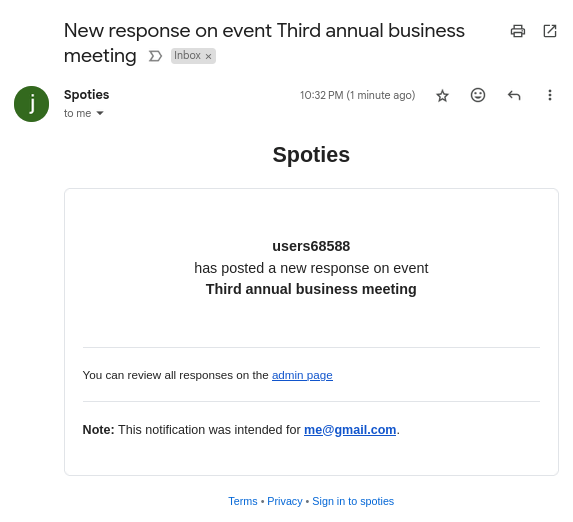 New response on event Third annual business
meeting Inbox ×
j
Spoties 10:32 PM (1 minute ago)
to me
Spoties
users68588
has posted a new response on event
Third annual business meeting
You can review all responses on the admin page
Note: This notification was intended for me@gmail.com.
Terms • Privacy • Sign in to spoties